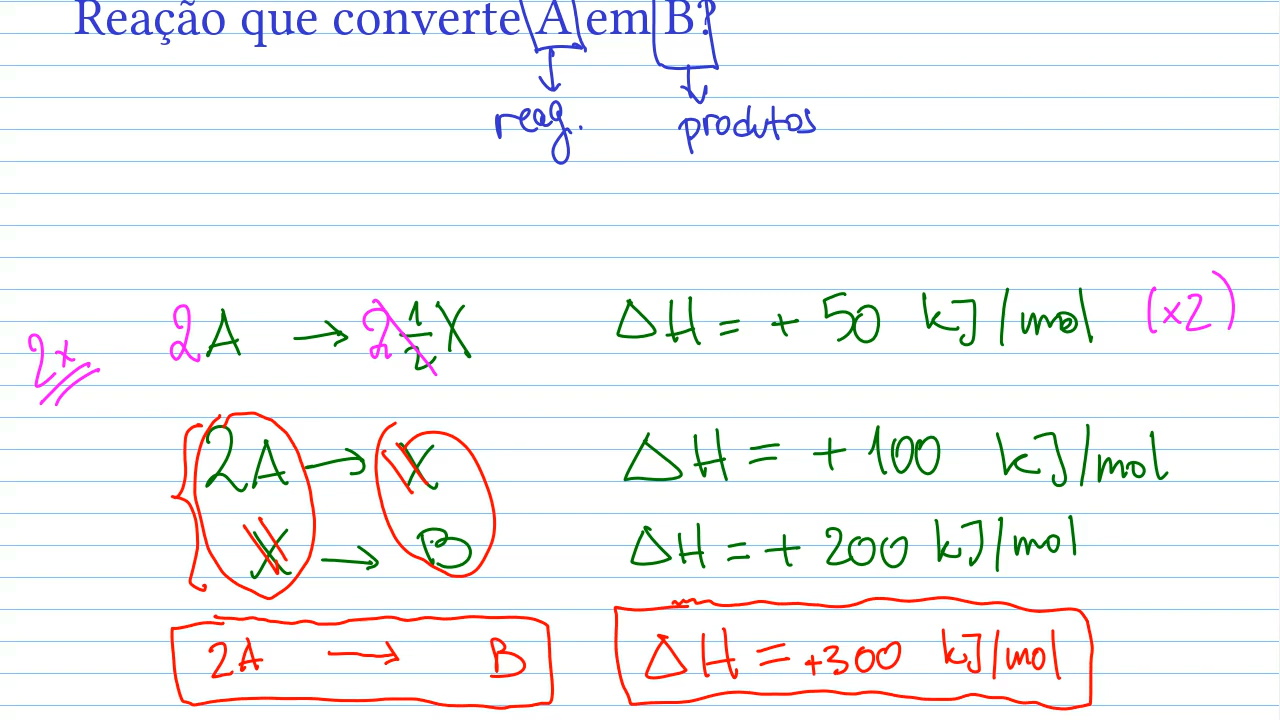 Reação que converte A em B?
reag. produtos
2A → 2 1/2 X ΔH = + 50 kJ/mol (x2)
2x
2A → X ΔH = + 100 kJ/mol
X → B ΔH = + 200 kJ/mol
2A → B ΔH = +300 kJ/mol